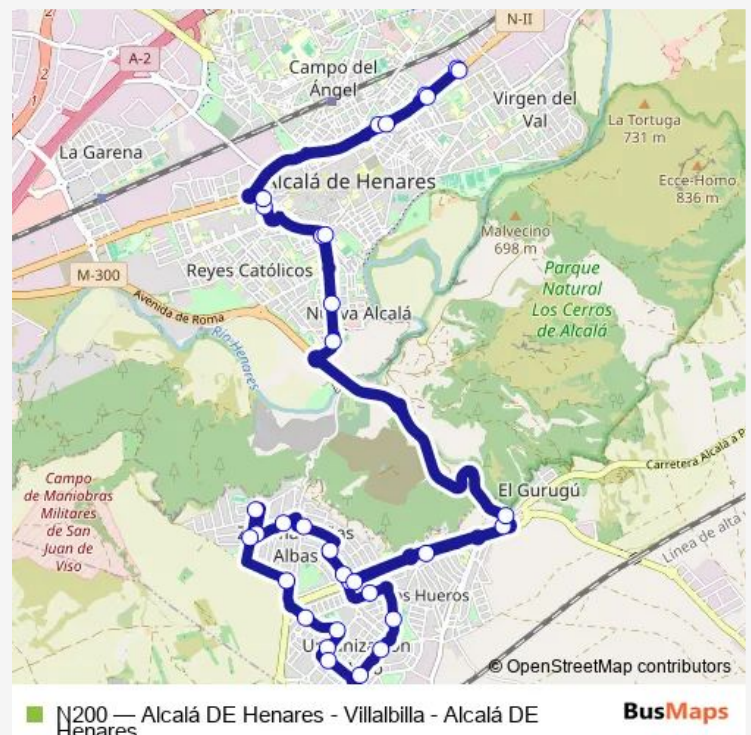 N-II
A-2
Campo del
Ángel
Virgen del
Val
La Tortuga
731 m
La Garena
Ecce-Homo
836 m
Alcalá de Henares
Malvecino
698 m
Reyes Católicos
M-300
Parque
Natural
Los Cerros
de Alcalá
Avenida de Roma
Nueva Alcalá
Río Henares
Carretera Alcalá a P
Campo
de Maniobras
Militares
de San
Juan de
Viso
El Gurugú
Albas
Línea de alta
os Hueros
© OpenStreetMap contributors
N200 — Alcalá DE Henares - Villalbilla - Alcalá DE
Henares
BusMaps